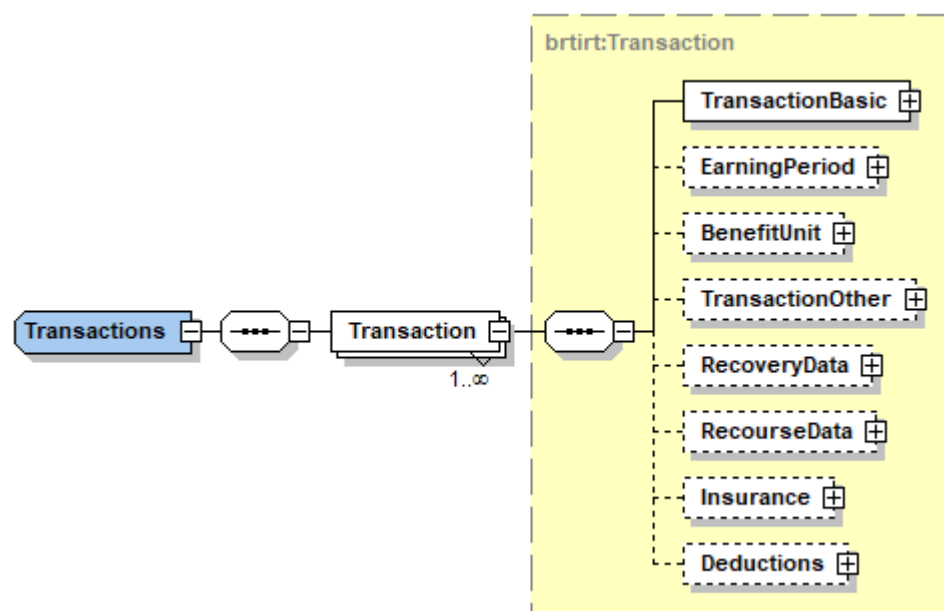 brtirt:Transaction
TransactionBasic
EarningPeriod
BenefitUnit
TransactionOther
Transactions
Transaction
1..∞
RecoveryData
RecourseData
Insurance
Deductions